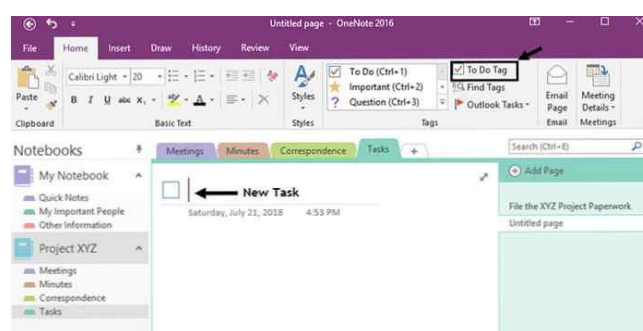 Untitled page - OneNote 2016
File Home Insert Draw History Review View
Paste
Calibri Light 20
B I U abc X₂ A
Styles
To Do (Ctrl+1)
Important (Ctrl+2)
Question (Ctrl+3)
To Do Tag
Find Tags
Outlook Tasks
Email Page
Meeting Details
Clipboard Basic Text Styles Tags Email Meetings
Notebooks
Meetings Minutes Correspondence Tasks +
Search (Ctrl+E)
My Notebook
Quick Notes
My Important People
Other Information
Project XYZ
Meetings
Minutes
Correspondence
Tasks
New Task
Saturday, July 21, 2018 4:53 PM
Add Page
File the XYZ Project Paperwork.
Untitled page